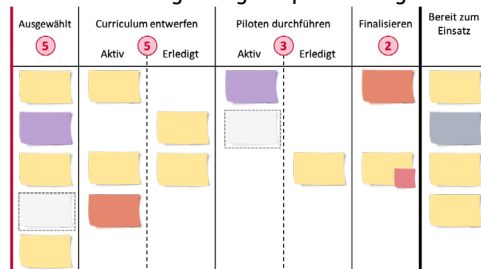 Ausgewählt
5
Curriculum entwerfen
5
Aktiv
Erledigt
Piloten durchführen
3
Aktiv
Erledigt
Finalisieren
2
Bereit zum
Einsatz